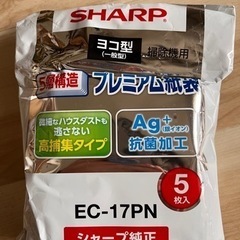 SHARP
ヨコ型
(一般型)
掃除機用
5層構造
プレミアム紙袋
微細なハウスダストも
逃さない
高捕集タイプ
Ag+
(銀イオン)
抗菌加工
5
枚入
EC-17PN
シャープ純正